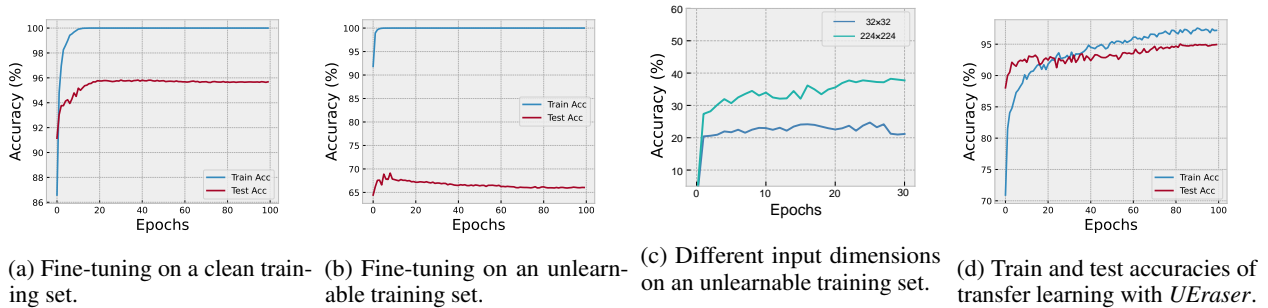 100
98
96
94
92
90
88
86
0
20
40
60
80
100
Accuracy (%)
Epochs
Train Acc
Test Acc
(a) Fine-tuning on a clean train-
ing set.
100
95
90
85
80
75
70
65
0
20
40
60
80
100
Accuracy (%)
Epochs
Train Acc
Test Acc
(b) Fine-tuning on an unlearn-
able training set.
60
50
40
30
20
10
0
10
20
30
Accuracy (%)
Epochs
32x32
224x224
(c) Different input dimensions
on an unlearnable training set.
95
90
85
80
75
70
0
20
40
60
80
100
Accuracy (%)
Epochs
Train Acc
Test Acc
(d) Train and test accuracies of
transfer learning with UEraser.